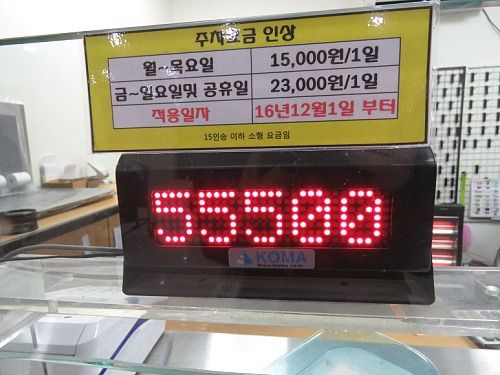 주차요금 인상
월~목요일 15,000원/1일
금~일요일및 공휴일 23,000원/1일
적용일자 16년12월1일 부터
15인승 이하 소형 요금임
55500
KOMA